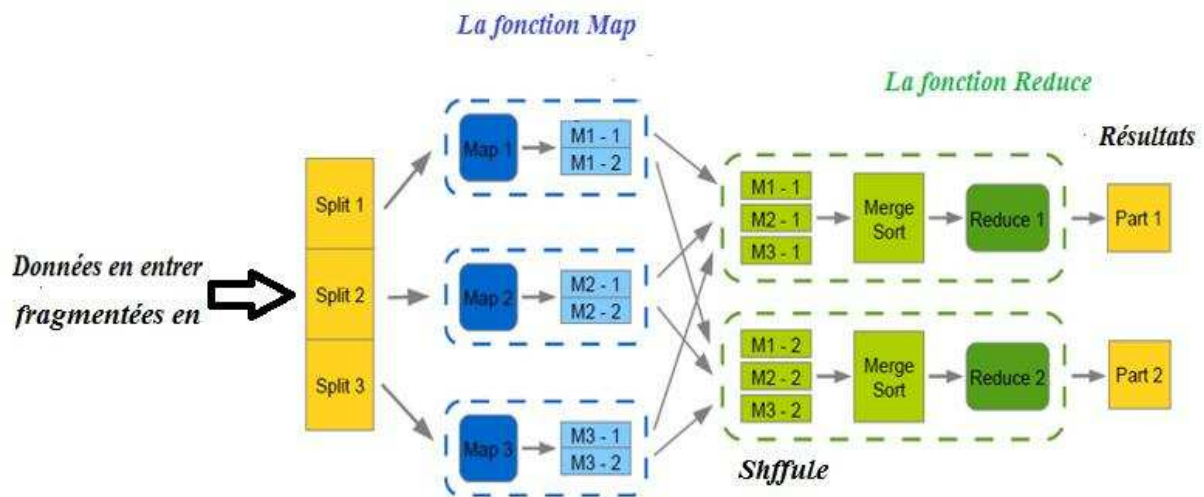 La fonction Map
La fonction Reduce
Résultats
Données en entrer
fragmentées en
Split 1
Split 2
Split 3
Map 1
M1 - 1
M1 - 2
Map 2
M2 - 1
M2 - 2
Map 3
M3 - 1
M3 - 2
M1 - 1
M2 - 1
M3 - 1
Merge
Sort
Reduce 1
Part 1
M1 - 2
M2 - 2
M3 - 2
Merge
Sort
Reduce 2
Part 2
Shffule